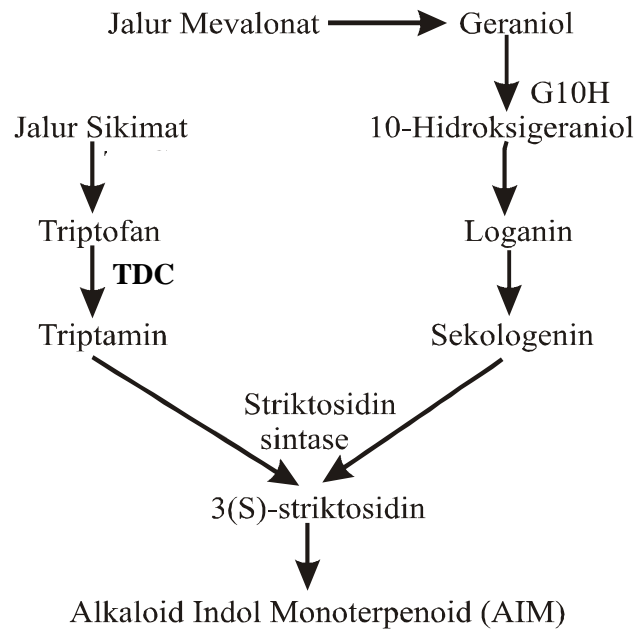 Jalur Mevalonat
Geraniol
G10H
Jalur Sikimat
10-Hidroksigeraniol
Triptofan
Loganin
TDC
Triptamin
Sekologenin
Striktosidin
sintase
3(S)-striktosidin
Alkaloid Indol Monoterpenoid (AIM)